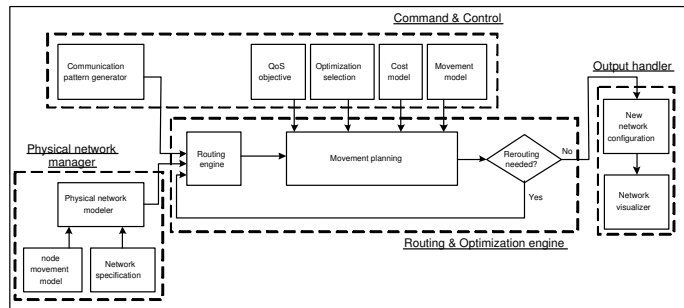 Command & Control
Communication
pattern generator
QoS
objective
Optimization
selection
Cost
model
Movement
model
Output handler
New
network
configuration
Network
visualizer
Physical network
manager
Physical network
modeler
node
movement
model
Network
specification
Routing
engine
Movement planning
Rerouting
needed?
No
Yes
Routing & Optimization engine